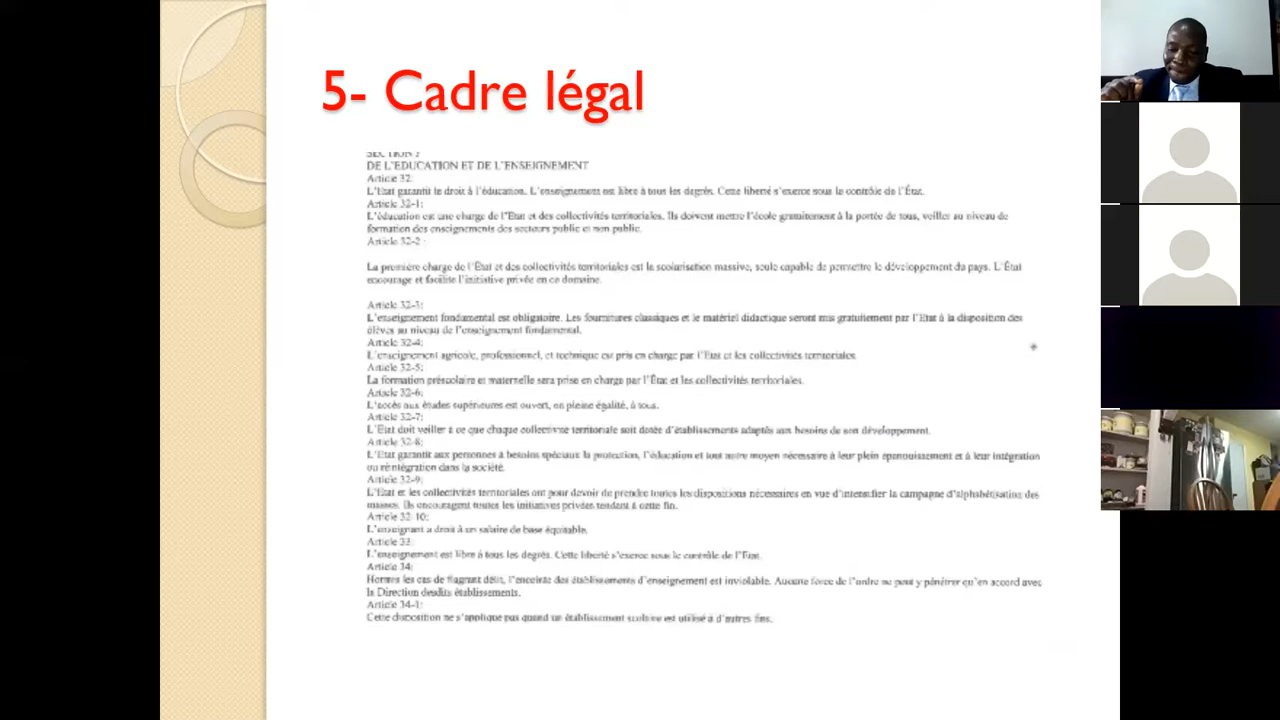 5- Cadre légal
DE L'EDUCATION ET DE L'ENSEIGNEMENT
Article 32:
L'Etat garantit le droit à l'éducation. L'enseignement est libre à tous les degrés. Cette liberté s'exerce sous le contrôle de l'État.
Article 32-1:
L'éducation est une charge de l'Etat et des collectivités territoriales. Ils doivent mettre l'école gratuitement à la portée de tous, veiller au niveau de
formation des enseignements des secteurs public et non public.
Article 32-2 :
La première charge de l'État et des collectivités territoriales est la scolarisation massive, seule capable de permettre le développement du pays. L'État
encourage et facilite l'initiative privée en ce domaine.
Article 32-3:
L'enseignement fondamental est obligatoire. Les fournitures classiques et le matériel didactique seront mis gratuitement par l'Etat à la disposition des
élèves au niveau de l'enseignement fondamental.
Article 32-4:
L'enseignement agricole, professionnel, et technique est pris en charge par l'Etat et les collectivités territoriales.
Article 32-5:
La formation préscolaire et maternelle sera prise en charge par l'État et les collectivités territoriales.
Article 32-6:
L'accès aux études supérieures est ouvert, en pleine égalité, à tous.
Article 32-7:
L'Etat doit veiller à ce que chaque collectivité territoriale soit dotée d'établissements adaptés aux besoins de son développement.
Article 32-8:
L'Etat garantit aux personnes à besoins spéciaux la protection, l'éducation et tout autre moyen nécessaire à leur plein épanouissement et à leur intégration
ou réintégration dans la société.
Article 32-9:
L'Etat et les collectivités territoriales ont pour devoir de prendre toutes les dispositions nécessaires en vue d'intensifier la campagne d'alphabétisation des
masses. Ils encouragent toutes les initiatives privées tendant à cette fin.
Article 32-10:
L'enseignant a droit à un salaire de base équitable.
Article 33:
L'enseignement est libre à tous les degrés. Cette liberté s'exerce sous le contrôle de l'Etat.
Article 34:
Hormis les cas de flagrant délit, l'enceinte des établissements d'enseignement est inviolable. Aucune force de l'ordre ne peut y pénétrer qu'en accord avec
la Direction desdits établissements.
Article 34-1:
Cette disposition ne s'applique pas quand un établissement scolaire est utilisé à d'autres fins.